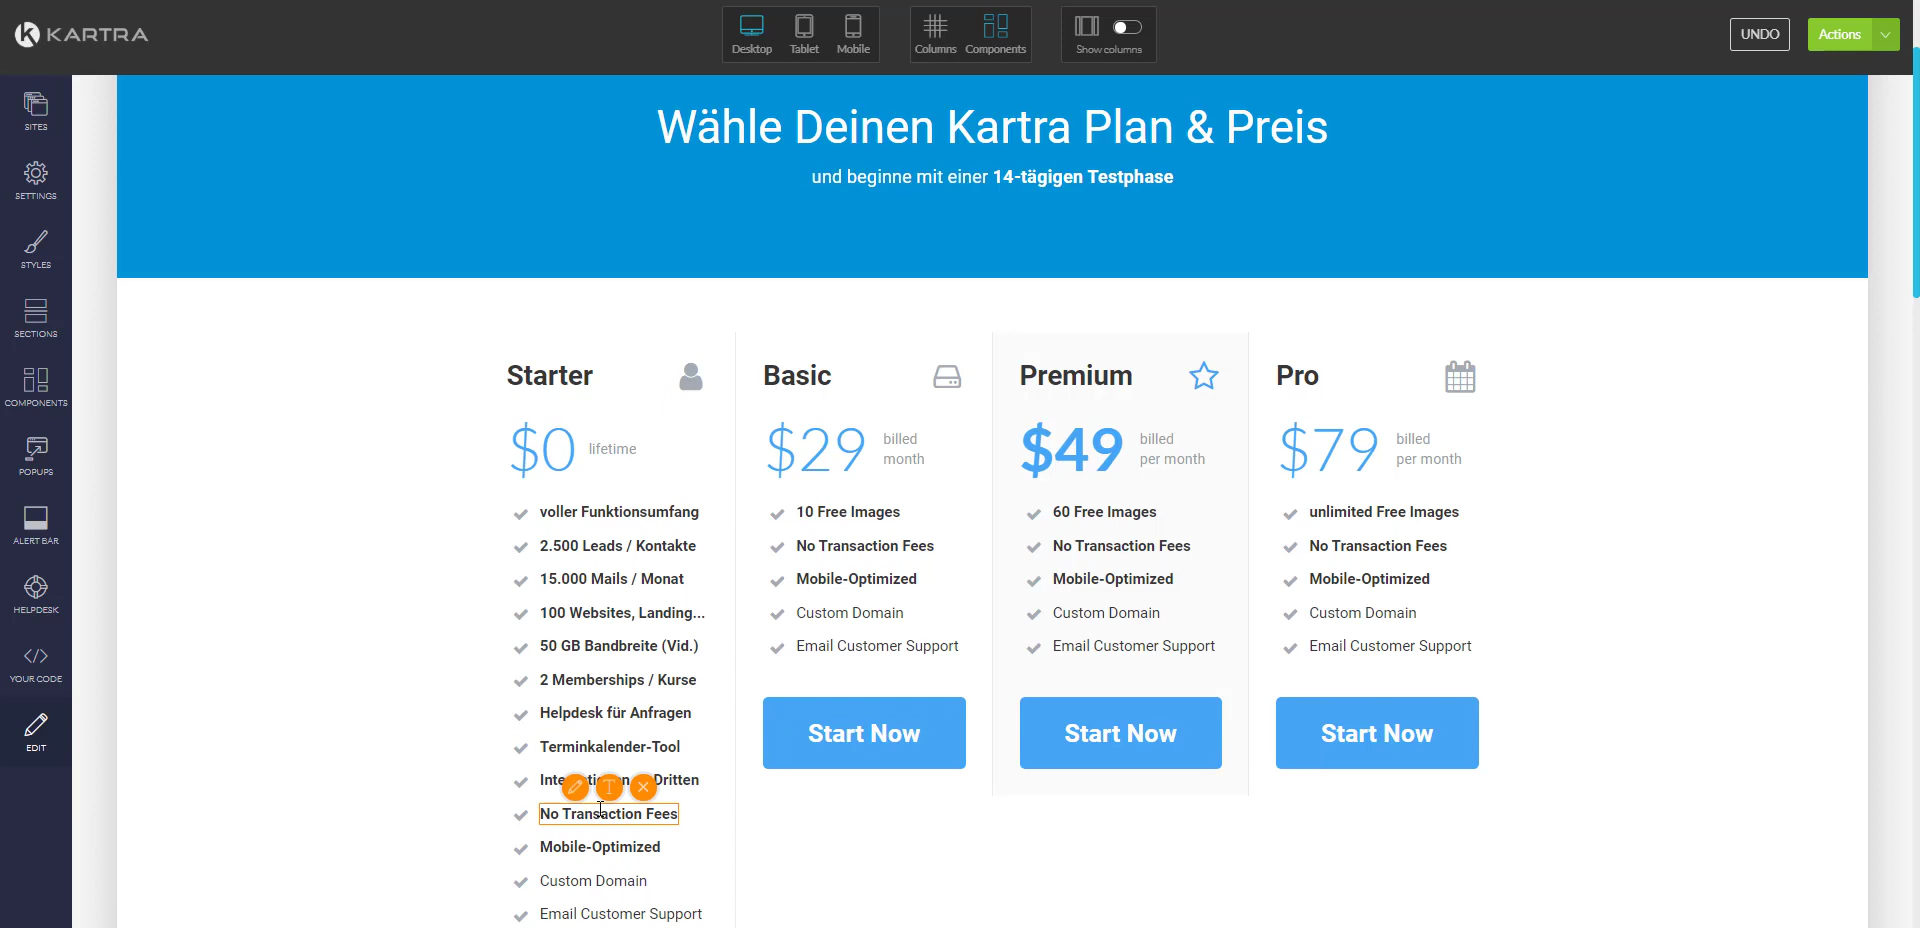 KARTRA
Desktop
Tablet
Mobile
Columns
Components
Show columns
UNDO
Actions
SITES
SETTINGS
STYLES
SECTIONS
COMPONENTS
POPUPS
ALERT BAR
HELPDESK
YOUR CODE
EDIT
Wähle Deinen Kartra Plan & Preis
und beginne mit einer 14-tägigen Testphase
Starter
$0 lifetime
voller Funktionsumfang
2.500 Leads / Kontakte
15.000 Mails / Monat
100 Websites, Landing...
50 GB Bandbreite (Vid.)
2 Memberships / Kurse
Helpdesk für Anfragen
Terminkalender-Tool
Dritten
No Transaction Fees
Mobile-Optimized
Custom Domain
Email Customer Support
Basic
$29 billed
month
10 Free Images
No Transaction Fees
Mobile-Optimized
Custom Domain
Email Customer Support
Start Now
Premium
$49 billed
per month
60 Free Images
No Transaction Fees
Mobile-Optimized
Custom Domain
Email Customer Support
Start Now
Pro
$79 billed
per month
unlimited Free Images
No Transaction Fees
Mobile-Optimized
Custom Domain
Email Customer Support
Start Now